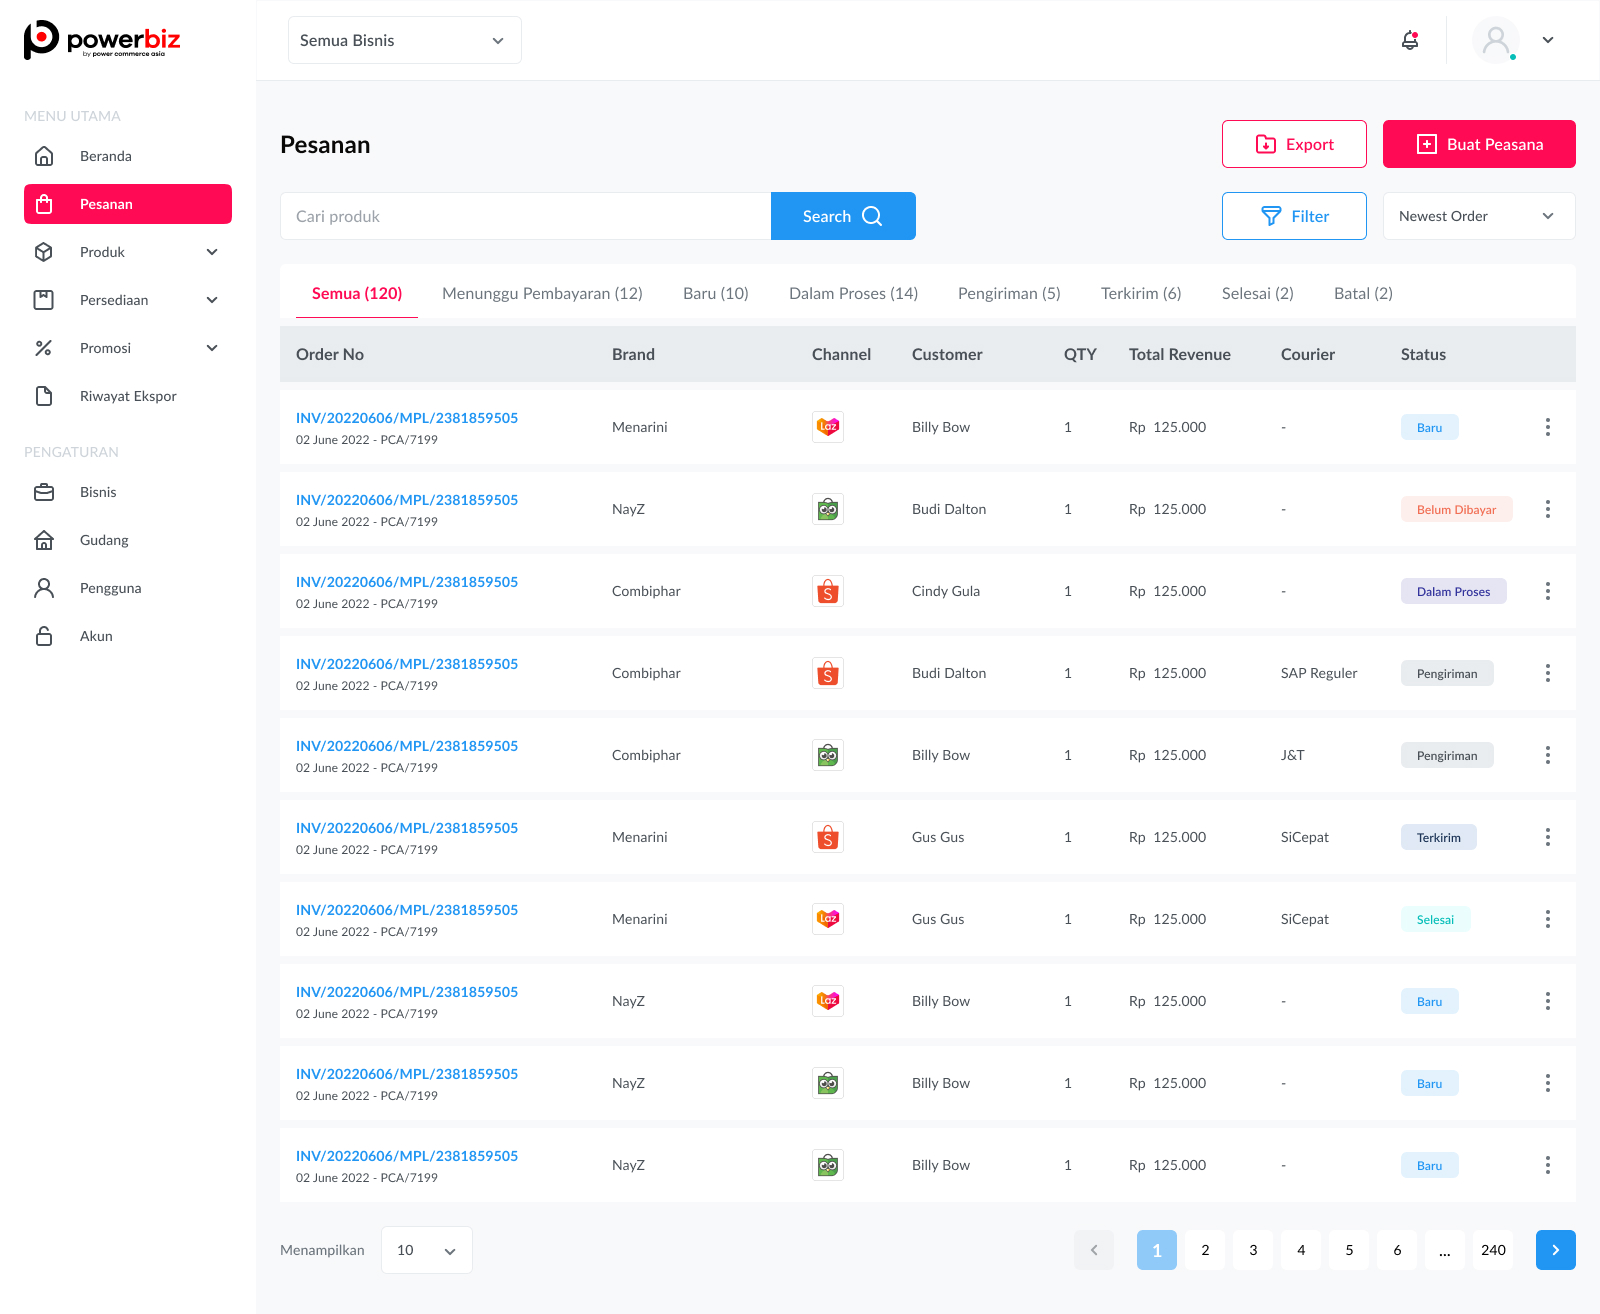 powerbiz
by power commerce asia
Semua Bisnis
MENU UTAMA
Beranda
Pesanan
Produk
Persediaan
Promosi
Riwayat Ekspor
PENGATURAN
Bisnis
Gudang
Pengguna
Akun
Pesanan
Export
Buat Peasana
Cari produk
Search
Filter
Newest Order
Semua (120) Menunggu Pembayaran (12) Baru (10) Dalam Proses (14) Pengiriman (5) Terkirim (6) Selesai (2) Batal (2)
Order No Brand Channel Customer QTY Total Revenue Courier Status
INV/20220606/MPL/2381859505
02 June 2022 - PCA/7199
Menarini Laz Billy Bow 1 Rp 125.000 - Baru
INV/20220606/MPL/2381859505
02 June 2022 - PCA/7199
NayZ Budi Dalton 1 Rp 125.000 - Belum Dibayar
INV/20220606/MPL/2381859505
02 June 2022 - PCA/7199
Combiphar S Cindy Gula 1 Rp 125.000 - Dalam Proses
INV/20220606/MPL/2381859505
02 June 2022 - PCA/7199
Combiphar S Budi Dalton 1 Rp 125.000 SAP Reguler Pengiriman
INV/20220606/MPL/2381859505
02 June 2022 - PCA/7199
Combiphar Billy Bow 1 Rp 125.000 J&T Pengiriman
INV/20220606/MPL/2381859505
02 June 2022 - PCA/7199
Menarini S Gus Gus 1 Rp 125.000 SiCepat Terkirim
INV/20220606/MPL/2381859505
02 June 2022 - PCA/7199
Menarini Laz Gus Gus 1 Rp 125.000 SiCepat Selesai
INV/20220606/MPL/2381859505
02 June 2022 - PCA/7199
NayZ Laz Billy Bow 1 Rp 125.000 - Baru
INV/20220606/MPL/2381859505
02 June 2022 - PCA/7199
NayZ Billy Bow 1 Rp 125.000 - Baru
INV/20220606/MPL/2381859505
02 June 2022 - PCA/7199
NayZ Billy Bow 1 Rp 125.000 - Baru
Menampilkan 10
1 2 3 4 5 6 ... 240